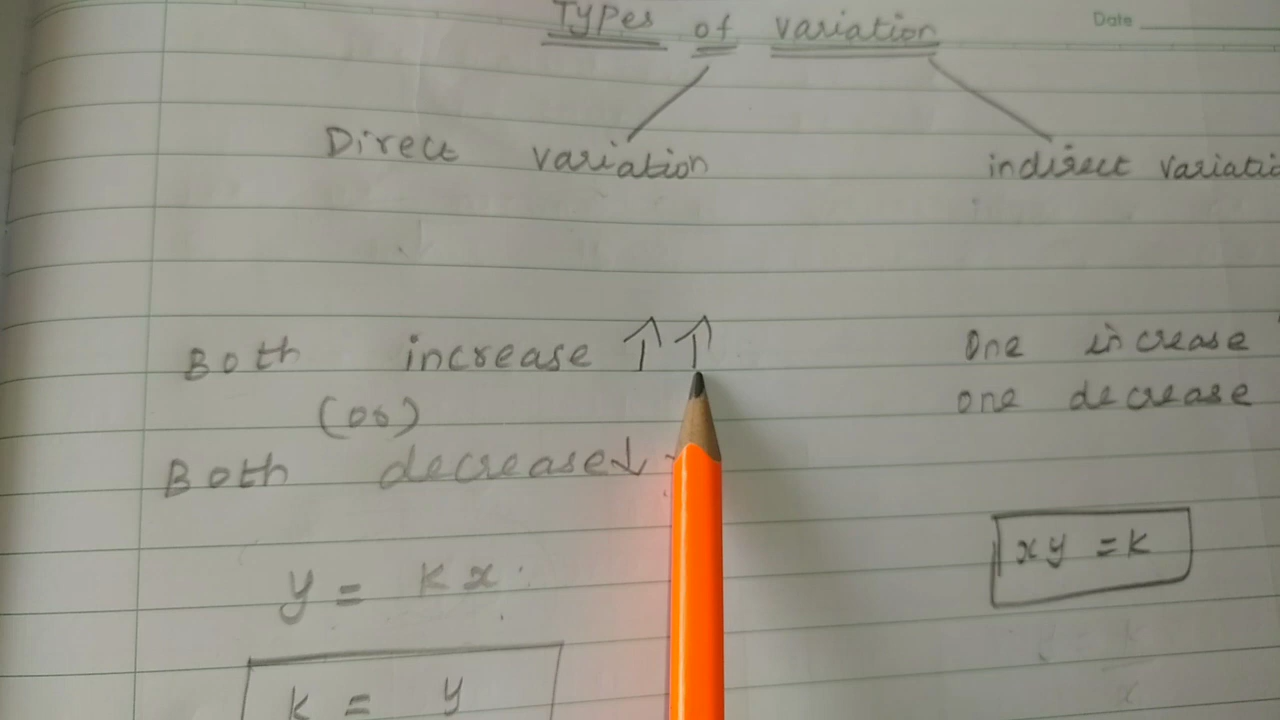 Types of variation
Date
Direct variation
indirect variatio
Both increase ↑↑
(or)
Both decrease ↓
y = kx
k = y
One increase
one decrease
xy = k
y = k
x